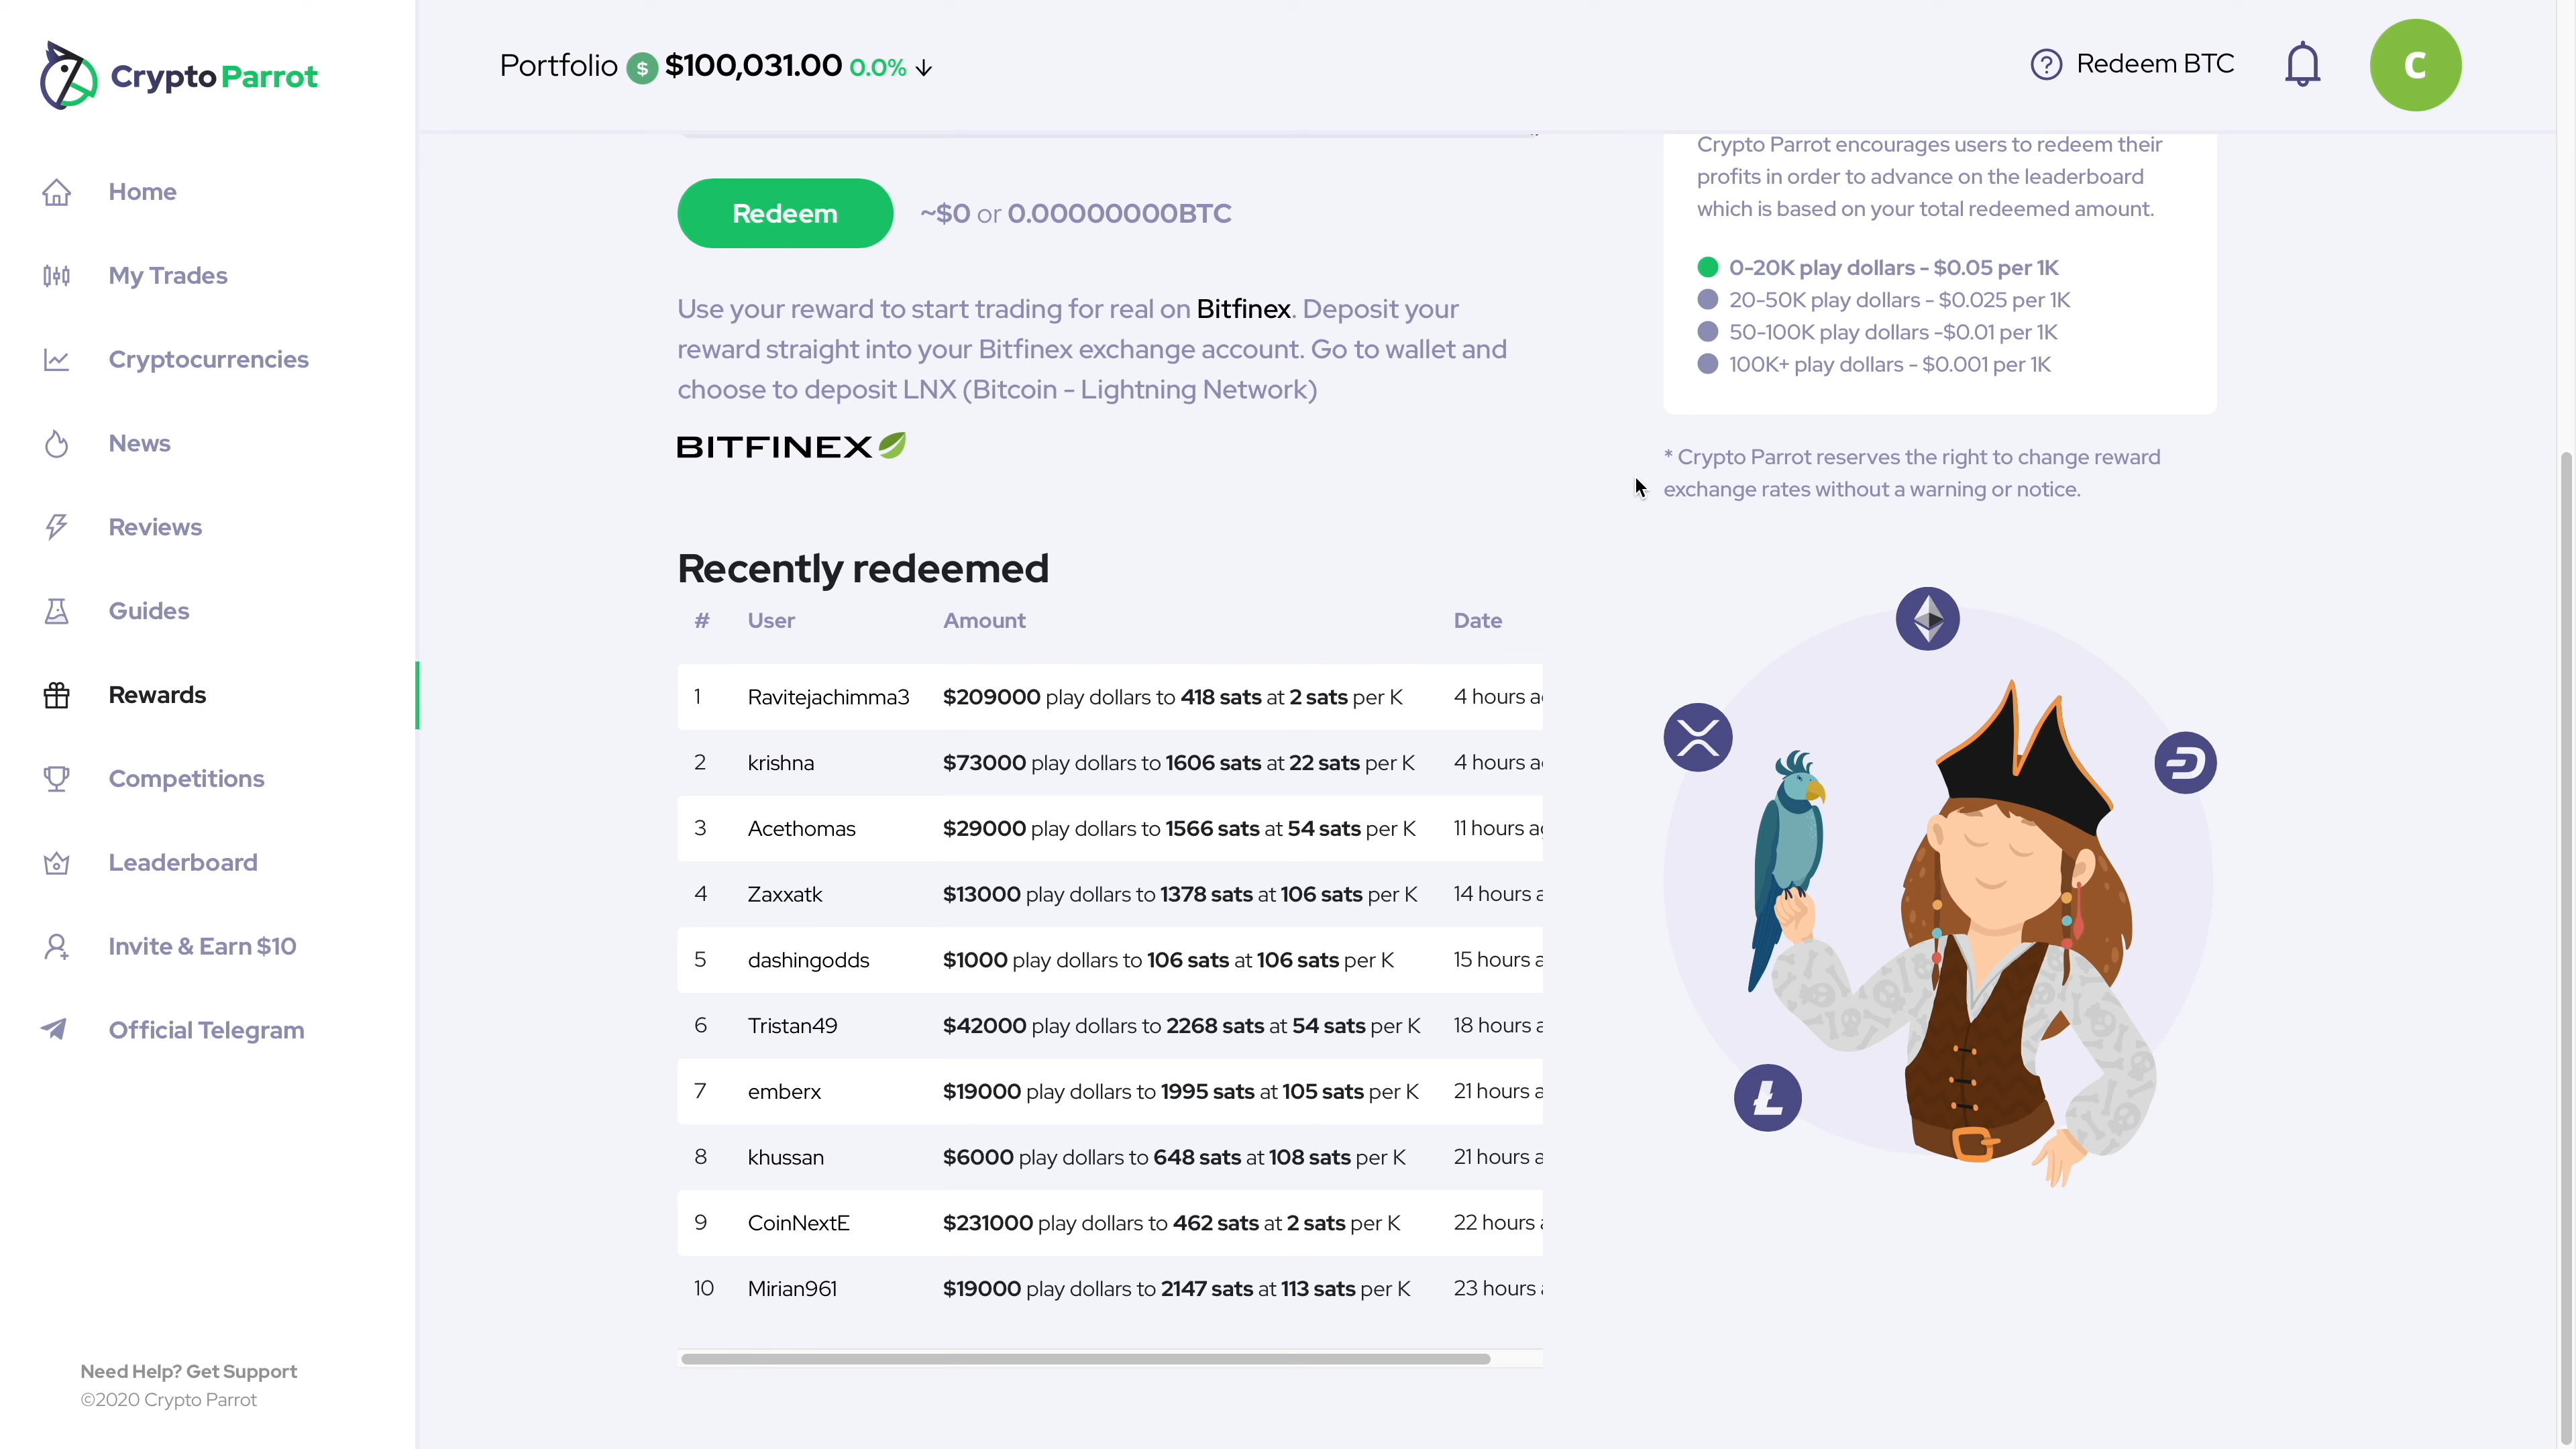 CryptoParrot
Portfolio $ $100,031.00 0.0% ↓
? Redeem BTC
C
Home
My Trades
Cryptocurrencies
News
Reviews
Guides
Rewards
Competitions
Leaderboard
Invite & Earn $10
Official Telegram
Need Help? Get Support
©2020 Crypto Parrot
Redeem ~$0 or 0.00000000BTC
Use your reward to start trading for real on Bitfinex. Deposit your
reward straight into your Bitfinex exchange account. Go to wallet and
choose to deposit LNX (Bitcoin - Lightning Network)
BITFINEX
Recently redeemed
# User Amount Date
1 Ravitejachimma3 $209000 play dollars to 418 sats at 2 sats per K 4 hours
2 krishna $73000 play dollars to 1606 sats at 22 sats per K 4 hours
3 Acethomas $29000 play dollars to 1566 sats at 54 sats per K 11 hours
4 Zaxxatk $13000 play dollars to 1378 sats at 106 sats per K 14 hours
5 dashingodds $1000 play dollars to 106 sats at 106 sats per K 15 hours
6 Tristan49 $42000 play dollars to 2268 sats at 54 sats per K 18 hours
7 emberx $19000 play dollars to 1995 sats at 105 sats per K 21 hours
8 khussan $6000 play dollars to 648 sats at 108 sats per K 21 hours
9 CoinNextE $231000 play dollars to 462 sats at 2 sats per K 22 hours
10 Mirian961 $19000 play dollars to 2147 sats at 113 sats per K 23 hours
Crypto Parrot encourages users to redeem their
profits in order to advance on the leaderboard
which is based on your total redeemed amount.
0-20K play dollars - $0.05 per 1K
20-50K play dollars - $0.025 per 1K
50-100K play dollars -$0.01 per 1K
100K+ play dollars - $0.001 per 1K
* Crypto Parrot reserves the right to change reward
exchange rates without a warning or notice.